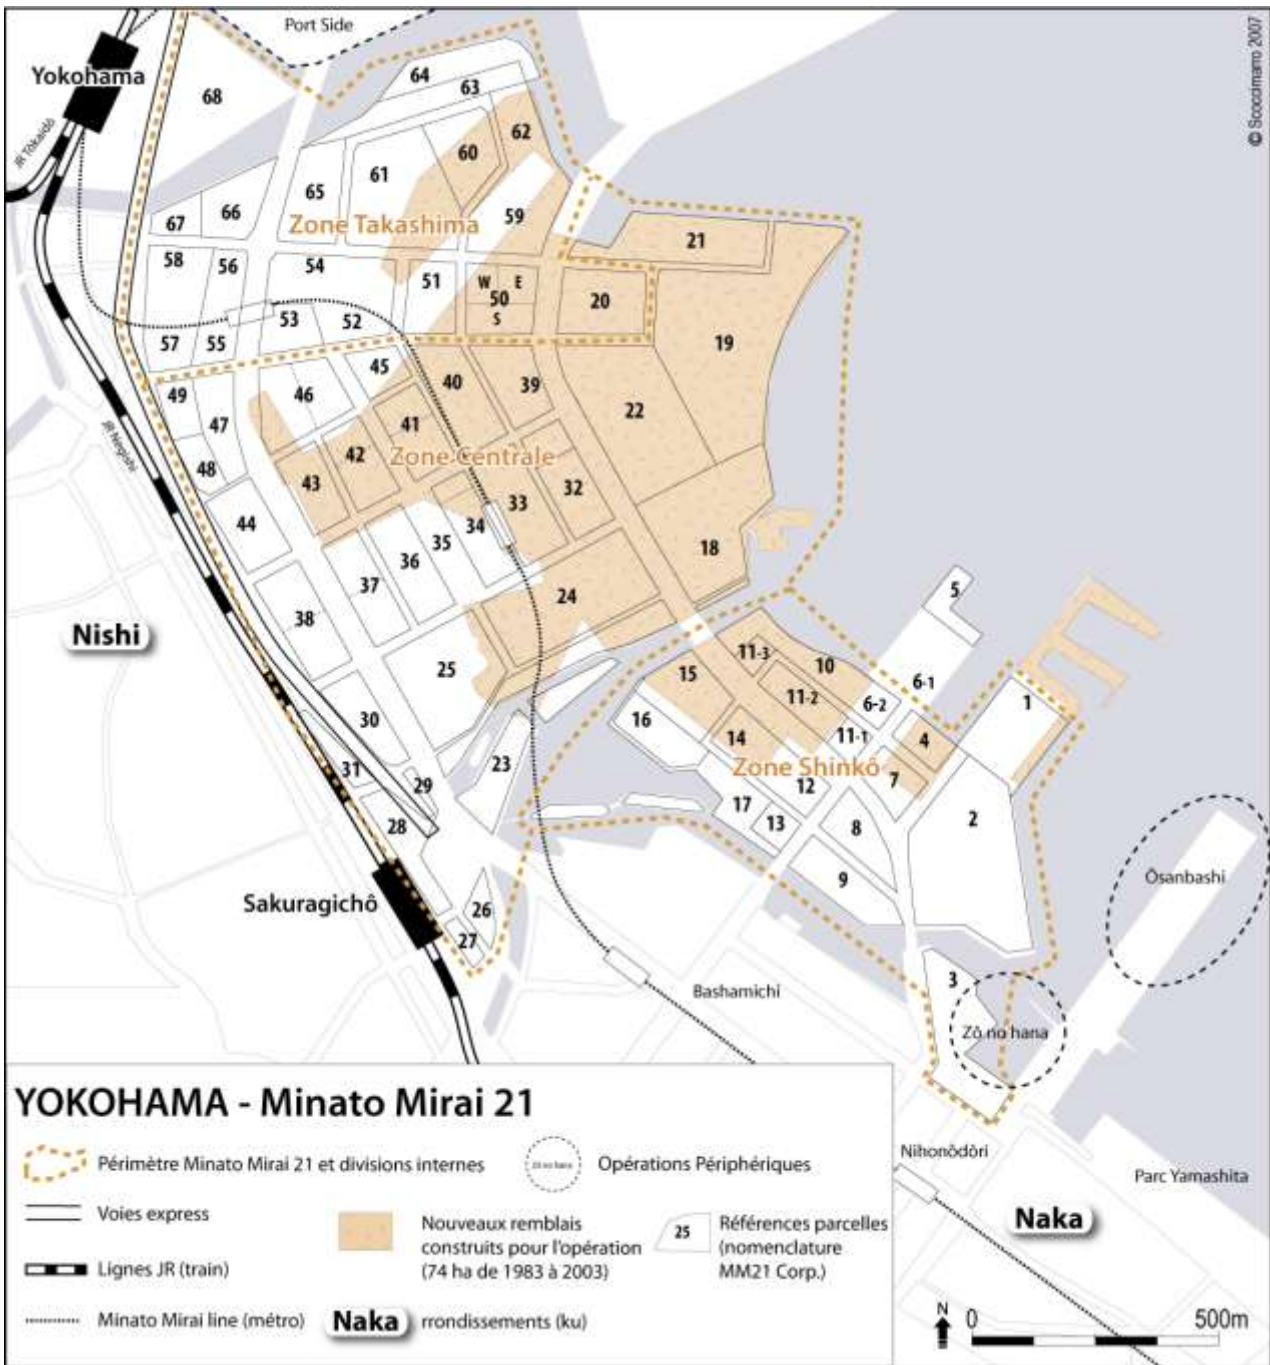 Port Side
© Scoccimarro 2007
Yokohama
JR Tôkaidô
68
64
63
62
60
61
65
59
67
66
Zone Takashima
58
56
54
51
W
E
50
S
20
21
53
52
57
55
19
49
47
46
45
40
39
22
41
JR Negishi
48
42
Zone Centrale
43
32
33
44
34
35
36
37
18
24
38
Nishi
25
5
11-3
10
15
11-2
6-1
6-2
1
16
30
14
11-1
4
Zone Shinkô
23
31
29
12
7
17
13
28
8
2
9
Ôsanbashi
Sakuragichô
26
27
Bashamichi
3
Zô no hana
Nihonôdôri
Parc Yamashita
Naka
YOKOHAMA - Minato Mirai 21
Périmètre Minato Mirai 21 et divisions internes
Zô no hana
Opérations Périphériques
Voies express
Nouveaux remblais
construits pour l'opération
(74 ha de 1983 à 2003)
25
Références parcelles
(nomenclature
MM21 Corp.)
Lignes JR (train)
Minato Mirai line (métro)
Naka
rrondissements (ku)
N
0
500m